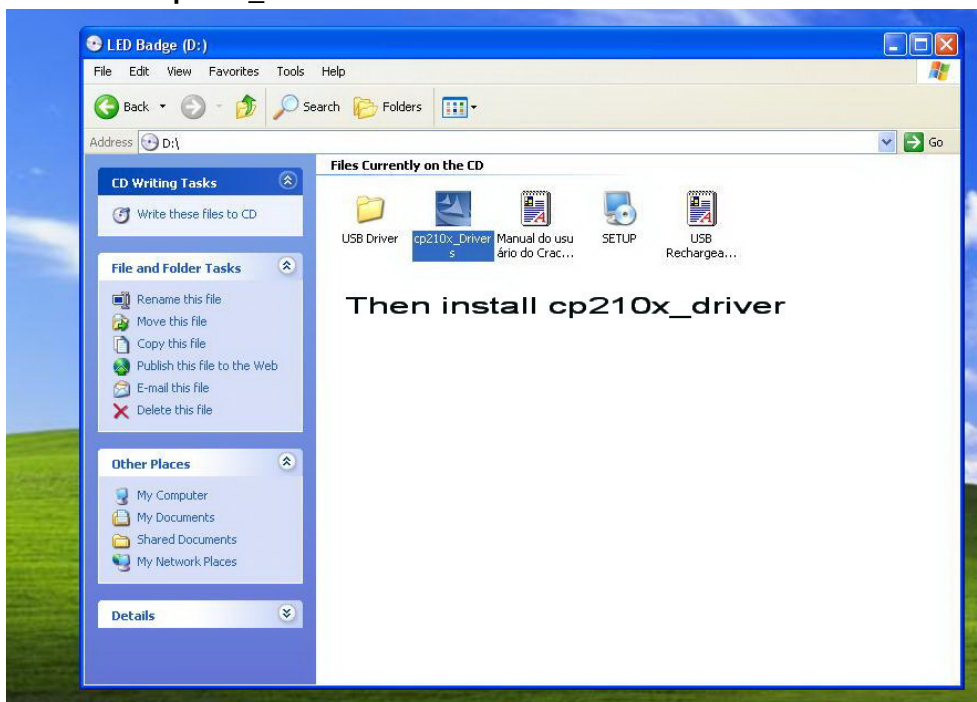 LED Badge (D:)
File Edit View Favorites Tools Help
Back Search Folders
Address D:\ Go
Files Currently on the CD
CD Writing Tasks
Write these files to CD
USB Driver
cp210x_Driver
s
Manual do usu
ário do Crac...
SETUP
USB
Rechargea...
Then install cp210x_driver
File and Folder Tasks
Rename this file
Move this file
Copy this file
Publish this file to the Web
E-mail this file
Delete this file
Other Places
My Computer
My Documents
Shared Documents
My Network Places
Details